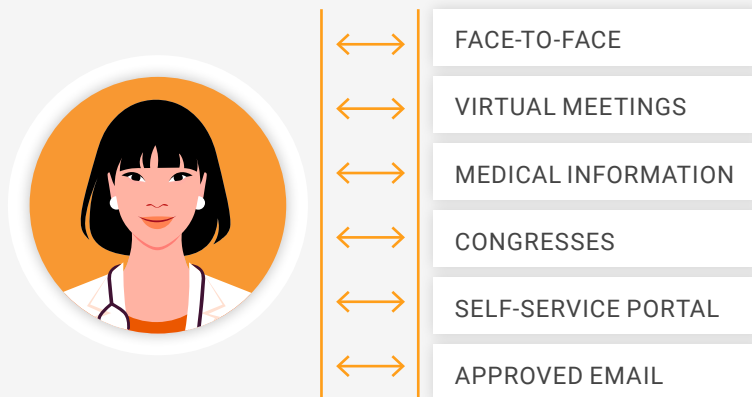 FACE-TO-FACE
VIRTUAL MEETINGS
MEDICAL INFORMATION
CONGRESSES
SELF-SERVICE PORTAL
APPROVED EMAIL